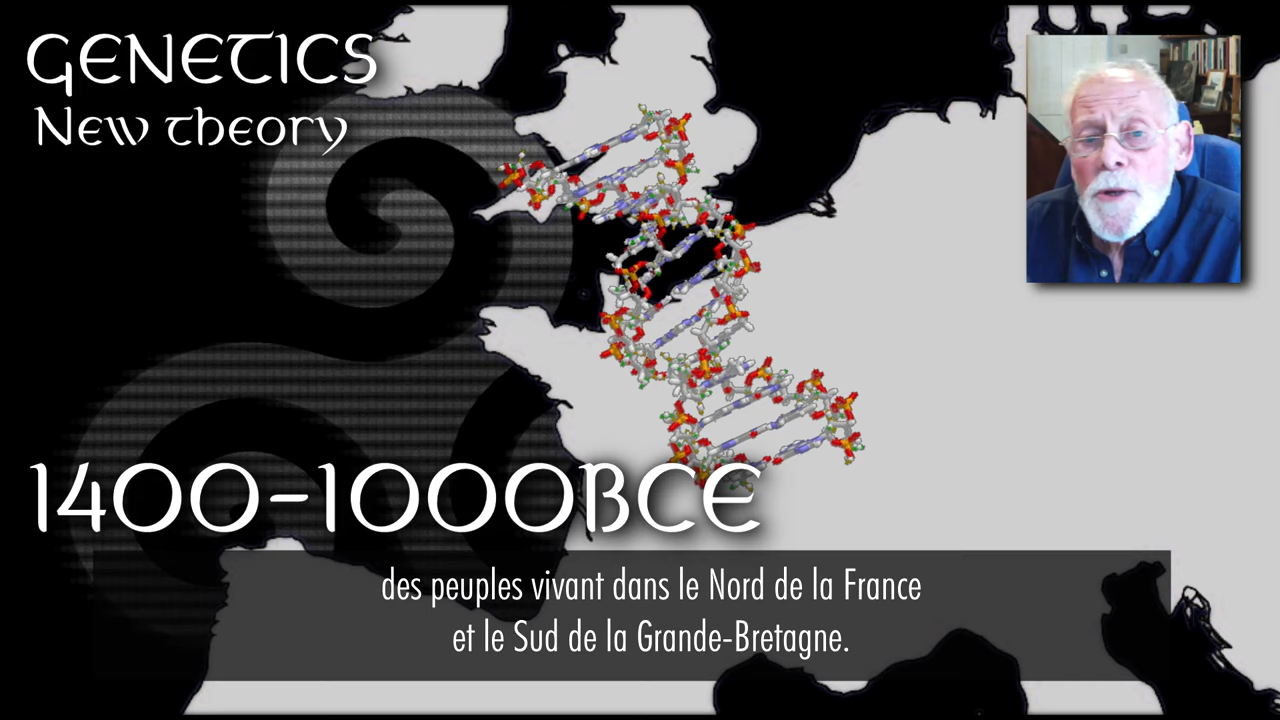 GENETICS
New theory
1400-1000BCE
des peuples vivant dans le Nord de la France
et le Sud de la Grande-Bretagne.